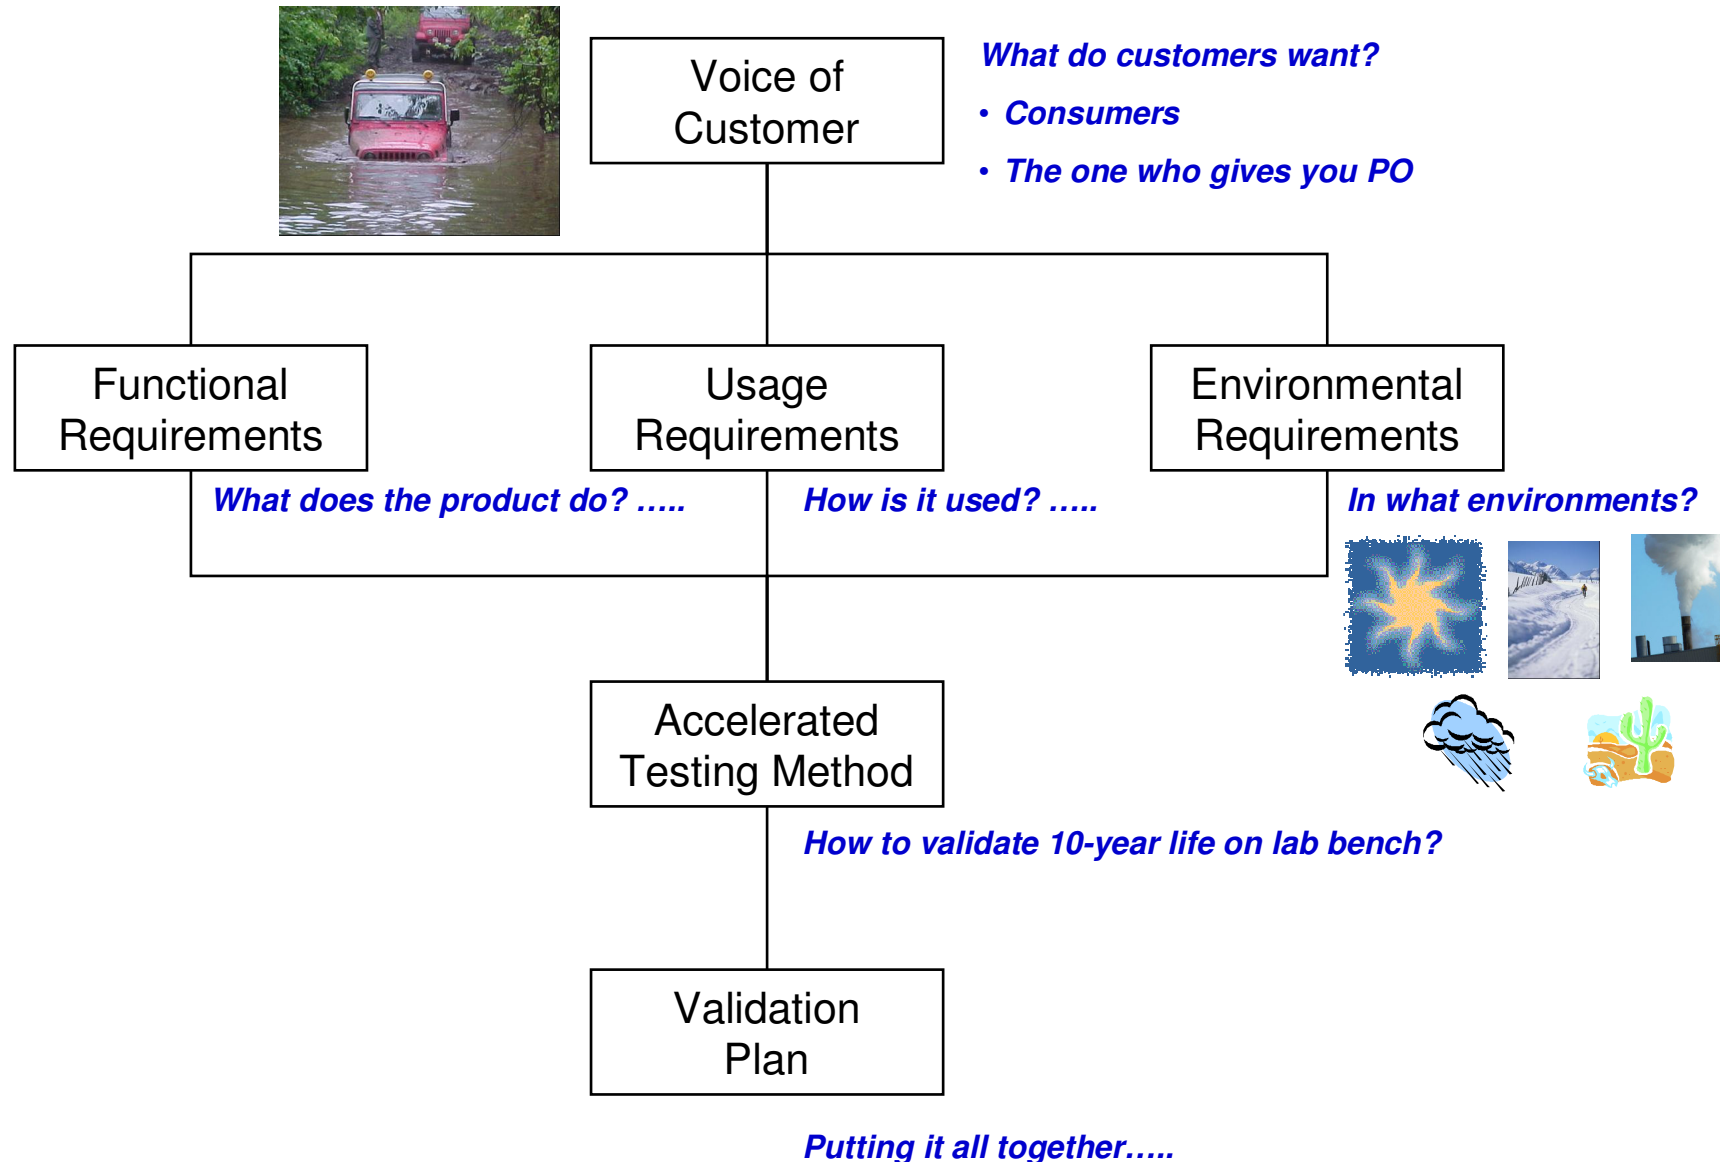 Voice of
Customer
What do customers want?
• Consumers
• The one who gives you PO
Functional
Requirements
Usage
Requirements
Environmental
Requirements
What does the product do? …..
How is it used? …..
In what environments?
Accelerated
Testing Method
How to validate 10-year life on lab bench?
Validation
Plan
Putting it all together…..